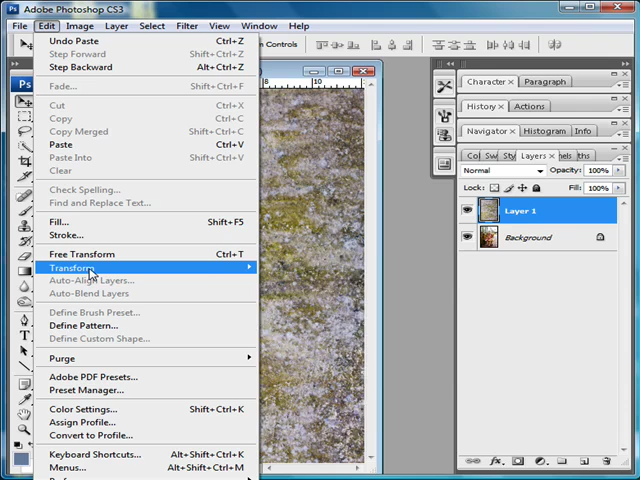 Adobe Photoshop CS3
File Edit Image Layer Select Filter View Window Help
Undo Paste Ctrl+Z
Step Forward Shift+Ctrl+Z
Step Backward Alt+Ctrl+Z
Fade... Shift+Ctrl+F
Cut Ctrl+X
Copy Ctrl+C
Copy Merged Shift+Ctrl+C
Paste Ctrl+V
Paste Into Shift+Ctrl+V
Clear
Check Spelling...
Find and Replace Text...
Fill... Shift+F5
Stroke...
Free Transform Ctrl+T
Transform
Auto-Align Layers...
Auto-Blend Layers
Define Brush Preset...
Define Pattern...
Define Custom Shape...
Purge
Adobe PDF Presets...
Preset Manager...
Color Settings... Shift+Ctrl+K
Assign Profile...
Convert to Profile...
Keyboard Shortcuts... Alt+Shift+Ctrl+K
Menus... Alt+Shift+Ctrl+M
Ps
Controls
8 10
Character Paragraph
History Actions
Navigator Histogram Info
Co Sw Sty Layers nels ths
Normal Opacity: 100%
Lock: Fill: 100%
Layer 1
Background